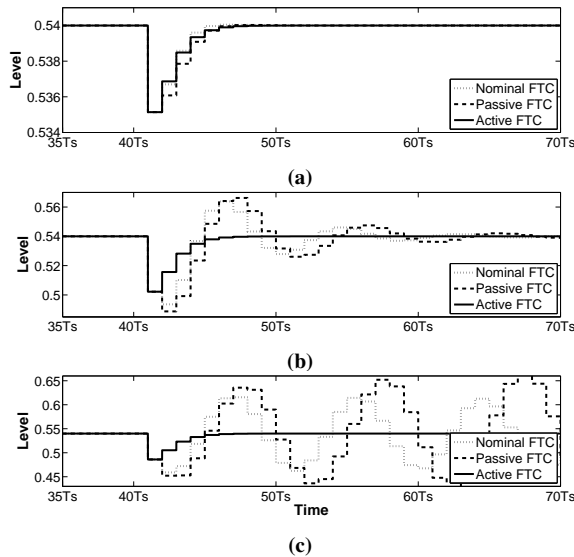 0.54
0.538
0.536
0.534
Level
Nominal FTC
Passive FTC
Active FTC
35Ts
40Ts
50Ts
60Ts
70Ts
(a)
0.56
0.54
0.52
0.5
Level
Nominal FTC
Passive FTC
Active FTC
35Ts
40Ts
50Ts
60Ts
70Ts
(b)
0.65
0.6
0.55
0.5
0.45
Level
Nominal FTC
Passive FTC
Active FTC
35Ts
40Ts
50Ts
60Ts
70Ts
Time
(c)